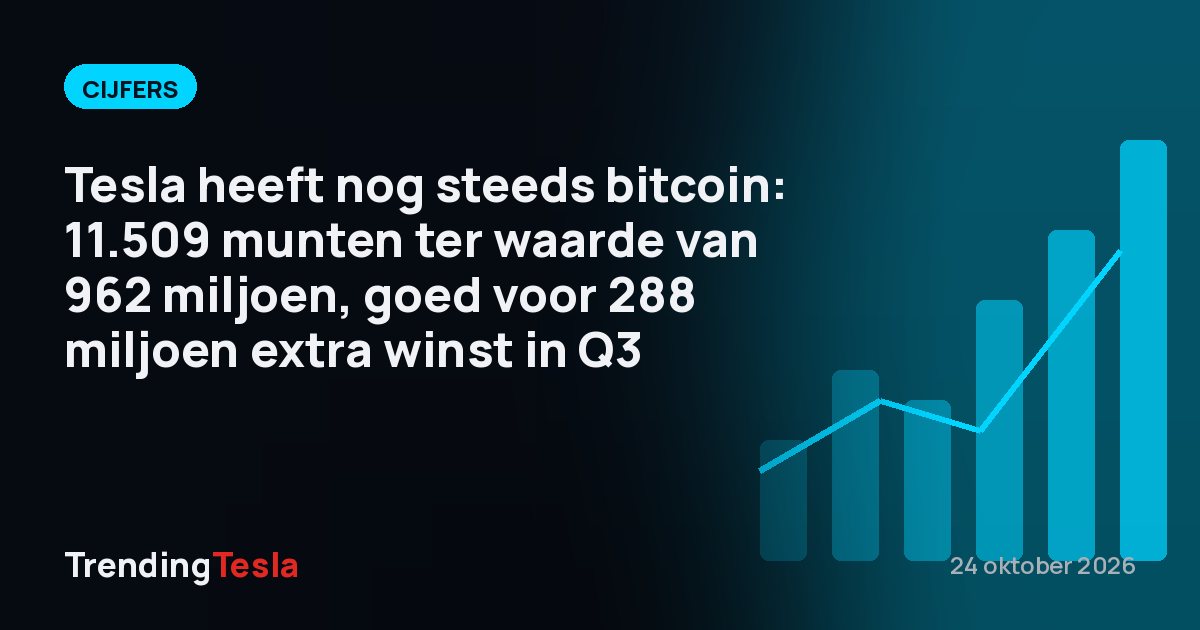 CIJFERS
Tesla heeft nog steeds bitcoin:
11.509 munten ter waarde van
962 miljoen, goed voor 288
miljoen extra winst in Q3
TrendingTesla
24 oktober 2026